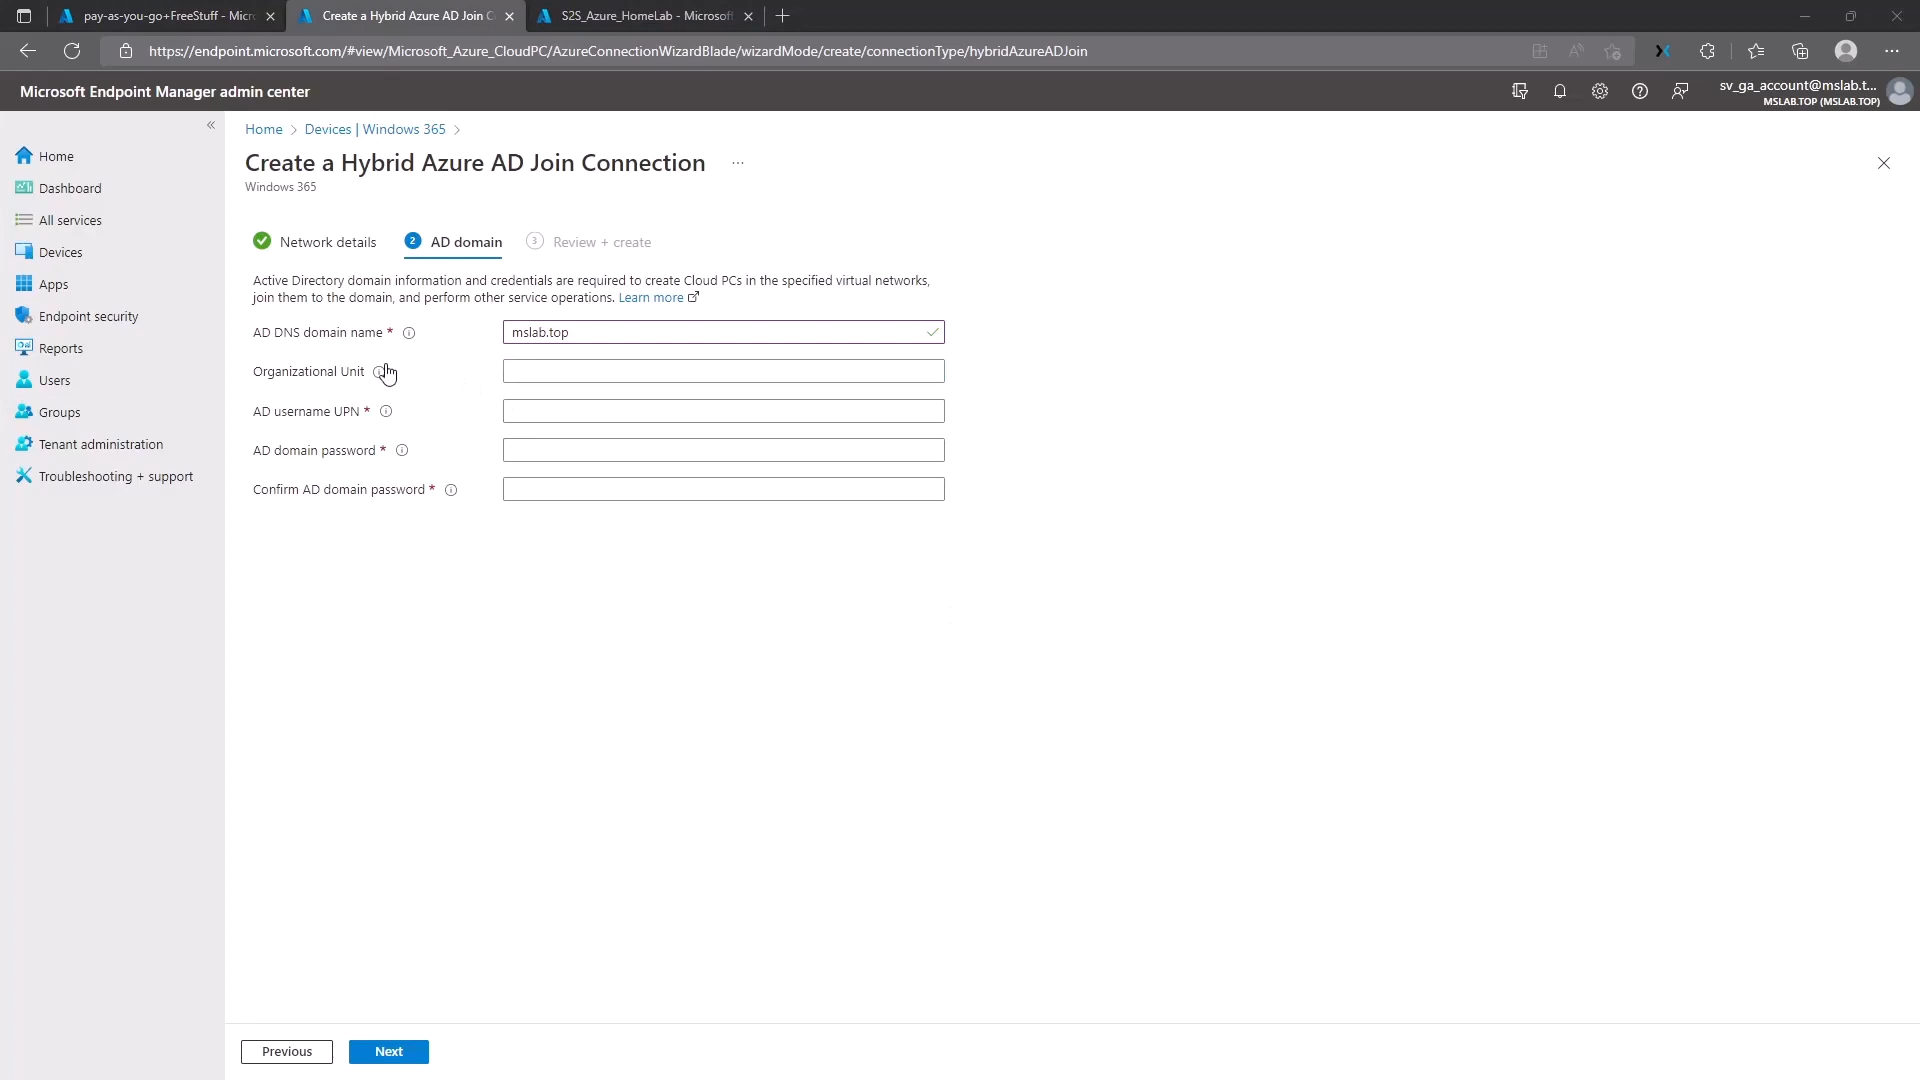 pay-as-you-go+FreeStuff - Micr
Create a Hybrid Azure AD Join C
S2S_Azure_HomeLab - Microsoft
https://endpoint.microsoft.com/#view/Microsoft_Azure_CloudPC/AzureConnectionWizardBlade/wizardMode/create/connectionType/hybridAzureADJoin
Microsoft Endpoint Manager admin center
sv_ga_account@mslab.t...
MSLAB.TOP (MSLAB.TOP)
Home
Dashboard
All services
Devices
Apps
Endpoint security
Reports
Users
Groups
Tenant administration
Troubleshooting + support
Home > Devices | Windows 365 >
Create a Hybrid Azure AD Join Connection ...
Windows 365
Network details
2 AD domain
3 Review + create
Active Directory domain information and credentials are required to create Cloud PCs in the specified virtual networks,
join them to the domain, and perform other service operations. Learn more
AD DNS domain name *
mslab.top
Organizational Unit
AD username UPN *
AD domain password *
Confirm AD domain password *
Previous
Next